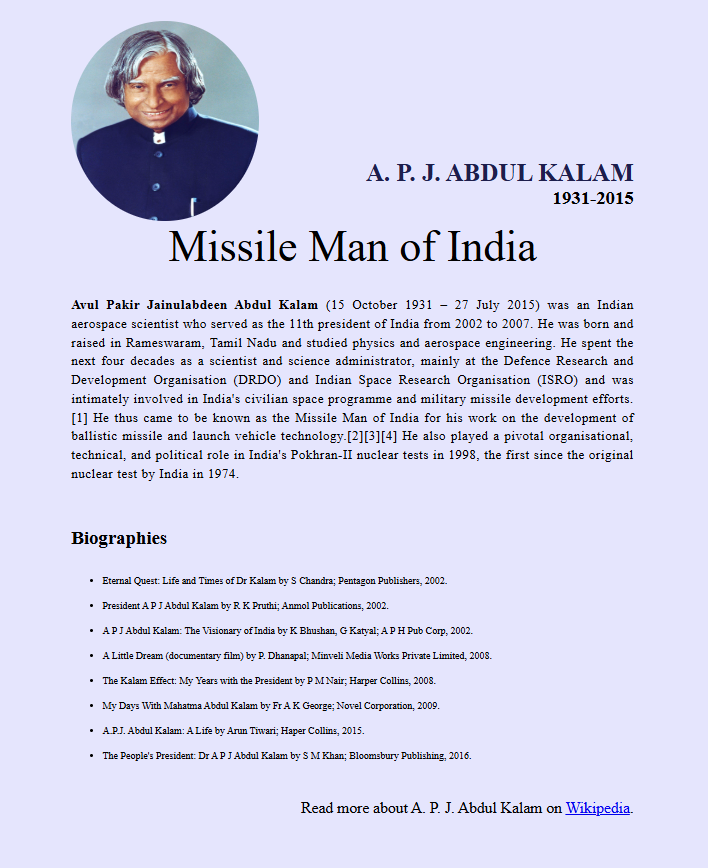 A. P. J. ABDUL KALAM
1931-2015
Missile Man of India
Avul Pakir Jainulabdeen Abdul Kalam (15 October 1931 – 27 July 2015) was an Indian
aerospace scientist who served as the 11th president of India from 2002 to 2007. He was born and
raised in Rameswaram, Tamil Nadu and studied physics and aerospace engineering. He spent the
next four decades as a scientist and science administrator, mainly at the Defence Research and
Development Organisation (DRDO) and Indian Space Research Organisation (ISRO) and was
intimately involved in India's civilian space programme and military missile development efforts.
[1] He thus came to be known as the Missile Man of India for his work on the development of
ballistic missile and launch vehicle technology.[2][3][4] He also played a pivotal organisational,
technical, and political role in India's Pokhran-II nuclear tests in 1998, the first since the original
nuclear test by India in 1974.
Biographies
• Eternal Quest: Life and Times of Dr Kalam by S Chandra; Pentagon Publishers, 2002.
• President A P J Abdul Kalam by R K Pruthi; Anmol Publications, 2002.
• A P J Abdul Kalam: The Visionary of India by K Bhushan, G Katyal; A P H Pub Corp, 2002.
• A Little Dream (documentary film) by P. Dhanapal; Minveli Media Works Private Limited, 2008.
• The Kalam Effect: My Years with the President by P M Nair; Harper Collins, 2008.
• My Days With Mahatma Abdul Kalam by Fr A K George; Novel Corporation, 2009.
• A.P.J. Abdul Kalam: A Life by Arun Tiwari; Haper Collins, 2015.
• The People's President: Dr A P J Abdul Kalam by S M Khan; Bloomsbury Publishing, 2016.
Read more about A. P. J. Abdul Kalam on Wikipedia.